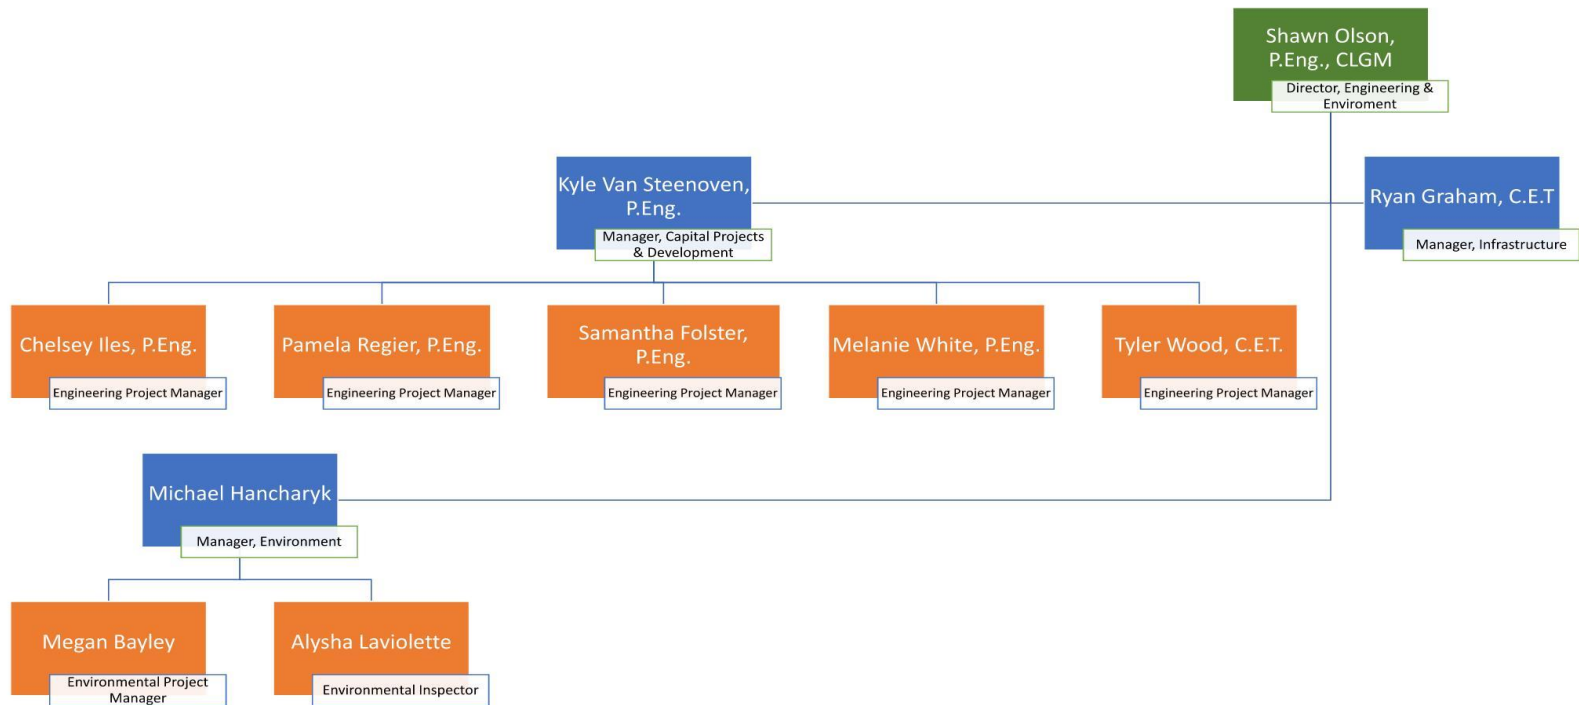 Shawn Olson,
P.Eng., CLGM
Director, Engineering &
Enviroment
Kyle Van Steenoven,
P.Eng.
Manager, Capital Projects
& Development
Ryan Graham, C.E.T
Manager, Infrastructure
Chelsey Iles, P.Eng.
Engineering Project Manager
Pamela Regier, P.Eng.
Engineering Project Manager
Samantha Folster,
P.Eng.
Engineering Project Manager
Melanie White, P.Eng.
Engineering Project Manager
Tyler Wood, C.E.T.
Engineering Project Manager
Michael Hancharyk
Manager, Environment
Megan Bayley
Environmental Project
Manager
Alysha Laviolette
Environmental Inspector